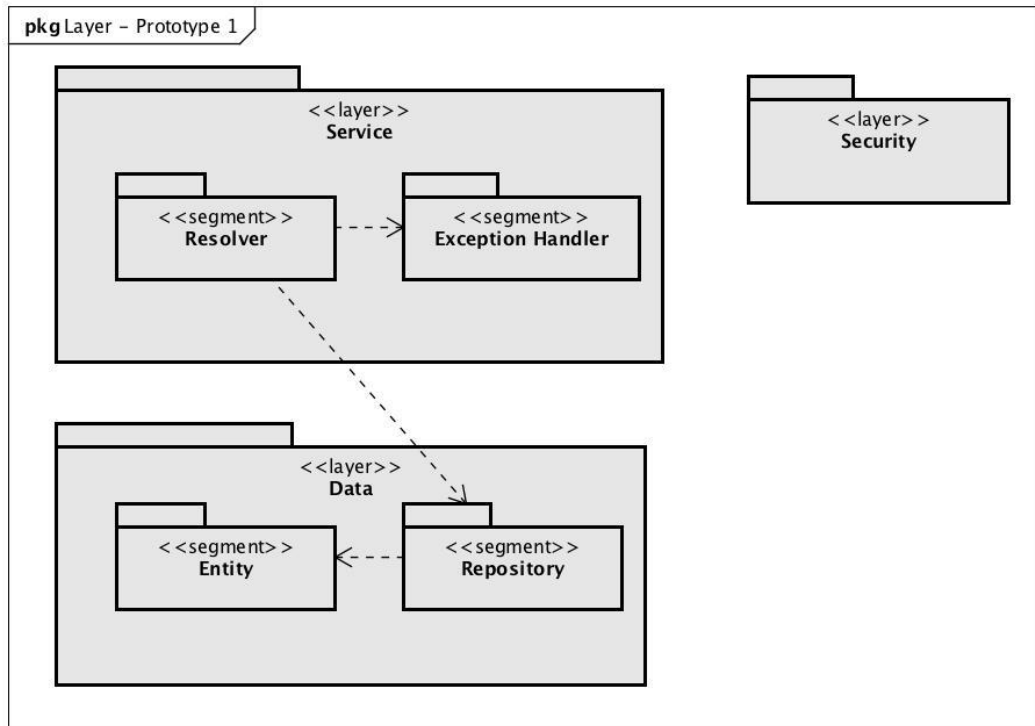 pkg Layer – Prototype 1
<<layer>>
Service
<<layer>>
Security
<<segment>>
Resolver
<<segment>>
Exception Handler
<<layer>>
Data
<<segment>>
Entity
<<segment>>
Repository